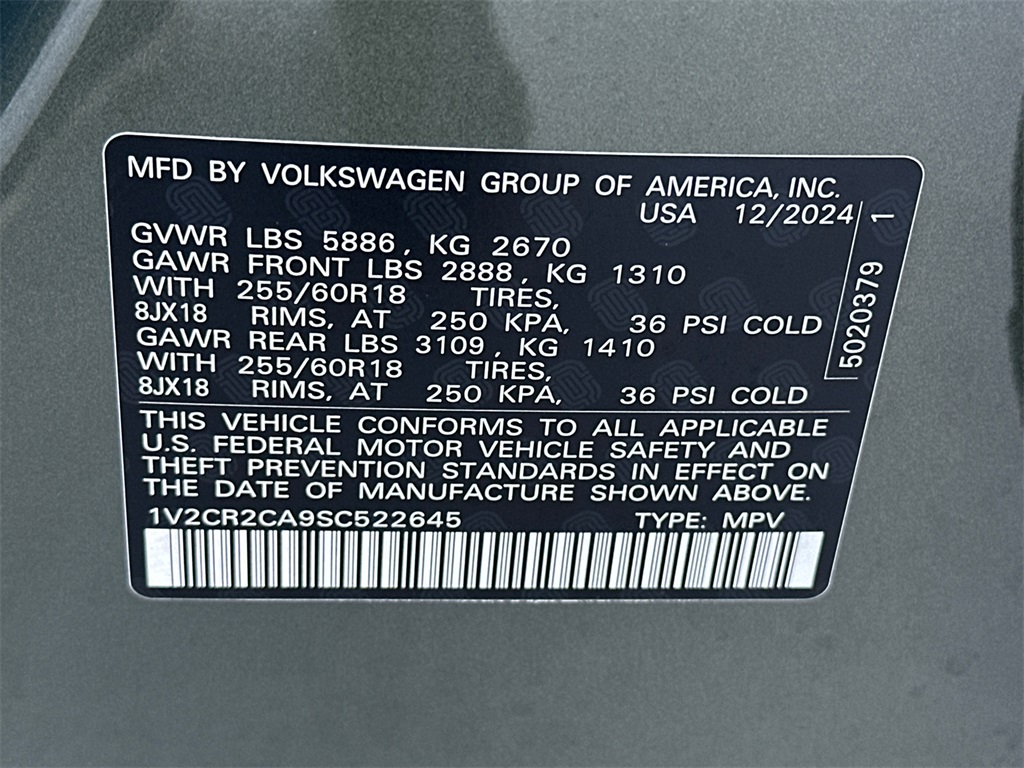 MFD BY VOLKSWAGEN GROUP OF AMERICA, INC.
USA 12/2024
GVWR LBS 5886, KG 2670
GAWR FRONT LBS 2888, KG 1310
WITH 255/60R18 TIRES,
8JX18 RIMS, AT 250 KPA, 36 PSI COLD
GAWR REAR LBS 3109, KG 1410
WITH 255/60R18 TIRES,
8JX18 RIMS, AT 250 KPA, 36 PSI COLD
5020379 1
THIS VEHICLE CONFORMS TO ALL APPLICABLE
U.S. FEDERAL MOTOR VEHICLE SAFETY AND
THEFT PREVENTION STANDARDS IN EFFECT ON
THE DATE OF MANUFACTURE SHOWN ABOVE.
1V2CR2CA9SC522645 TYPE: MPV